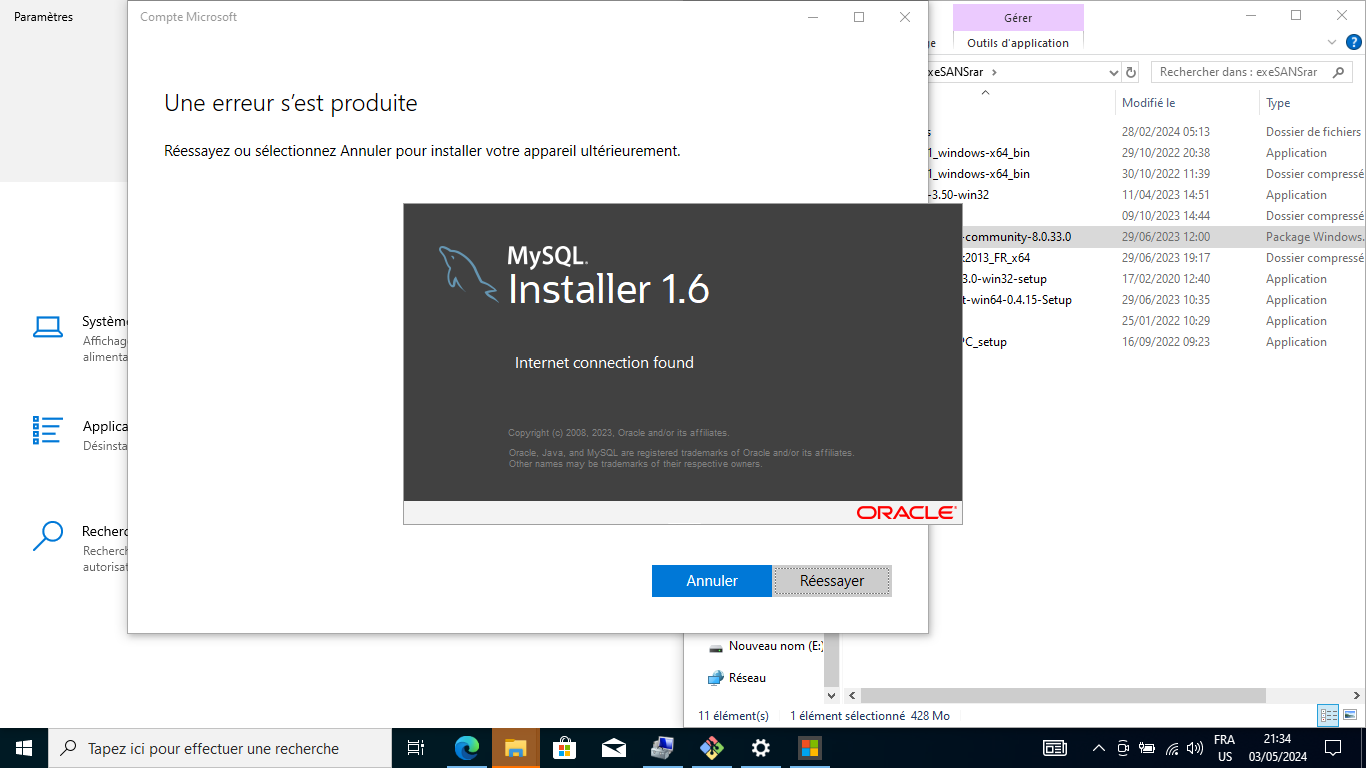 Paramètres
Système
Affichag
alimenta
Applica
Désinsta
Recherc
Recherch
autorisat
Compte Microsoft
Une erreur s’est produite
Réessayez ou sélectionnez Annuler pour installer votre appareil ultérieurement.
MySQL.
Installer 1.6
Internet connection found
Copyright (c) 2008, 2023, Oracle and/or its affiliates.
Oracle, Java, and MySQL are registered trademarks of Oracle and/or its affiliates.
Other names may be trademarks of their respective owners.
ORACLE
Annuler
Réessayer
Gérer
ge
Outils d'application
xeSANSrar
Rechercher dans : exeSANSrar
Modifié le Type
s 28/02/2024 05:13 Dossier de fichiers
1_windows-x64_bin 29/10/2022 20:38 Application
1_windows-x64_bin 30/10/2022 11:39 Dossier compressé
-3.50-win32 11/04/2023 14:51 Application
09/10/2023 14:44 Dossier compressé
-community-8.0.33.0 29/06/2023 12:00 Package Windows.
t2013_FR_x64 29/06/2023 19:17 Dossier compressé
3.0-win32-setup 17/02/2020 12:40 Application
t-win64-0.4.15-Setup 29/06/2023 10:35 Application
25/01/2022 10:29 Application
PC_setup 16/09/2022 09:23 Application
Nouveau nom (E:)
Réseau
11 élément(s) 1 élément sélectionné 428 Mo
Tapez ici pour effectuer une recherche
FRA
US
21:34
03/05/2024